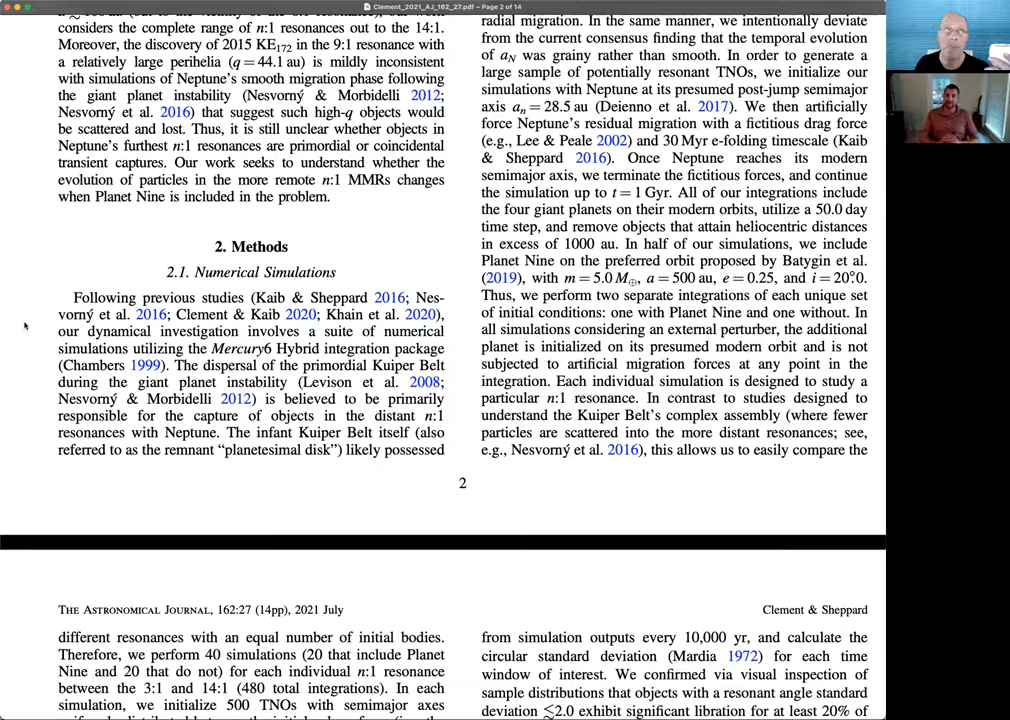 Clement_2021_AJ_162_27.pdf – Page 2 of 14
considers the complete range of n:1 resonances out to the 14:1.
Moreover, the discovery of 2015 KE172 in the 9:1 resonance with
a relatively large perihelia (q = 44.1 au) is mildly inconsistent
with simulations of Neptune's smooth migration phase following
the giant planet instability (Nesvorný & Morbidelli 2012;
Nesvorný et al. 2016) that suggest such high-q objects would
be scattered and lost. Thus, it is still unclear whether objects in
Neptune's furthest n:1 resonances are primordial or coincidental
transient captures. Our work seeks to understand whether the
evolution of particles in the more remote n:1 MMRs changes
when Planet Nine is included in the problem.
2. Methods
2.1. Numerical Simulations
Following previous studies (Kaib & Sheppard 2016; Nes-
vorný et al. 2016; Clement & Kaib 2020; Khain et al. 2020),
our dynamical investigation involves a suite of numerical
simulations utilizing the Mercury6 Hybrid integration package
(Chambers 1999). The dispersal of the primordial Kuiper Belt
during the giant planet instability (Levison et al. 2008;
Nesvorný & Morbidelli 2012) is believed to be primarily
responsible for the capture of objects in the distant n:1
resonances with Neptune. The infant Kuiper Belt itself (also
referred to as the remnant "planetesimal disk") likely possessed
radial migration. In the same manner, we intentionally deviate
from the current consensus finding that the temporal evolution
of aN was grainy rather than smooth. In order to generate a
large sample of potentially resonant TNOs, we initialize our
simulations with Neptune at its presumed post-jump semimajor
axis an = 28.5 au (Deienno et al. 2017). We then artificially
force Neptune's residual migration with a fictitious drag force
(e.g., Lee & Peale 2002) and 30 Myr e-folding timescale (Kaib
& Sheppard 2016). Once Neptune reaches its modern
semimajor axis, we terminate the fictitious forces, and continue
the simulation up to t = 1 Gyr. All of our integrations include
the four giant planets on their modern orbits, utilize a 50.0 day
time step, and remove objects that attain heliocentric distances
in excess of 1000 au. In half of our simulations, we include
Planet Nine on the preferred orbit proposed by Batygin et al.
(2019), with m = 5.0 M⊕, a = 500 au, e = 0.25, and i = 20°.0.
Thus, we perform two separate integrations of each unique set
of initial conditions: one with Planet Nine and one without. In
all simulations considering an external perturber, the additional
planet is initialized on its presumed modern orbit and is not
subjected to artificial migration forces at any point in the
integration. Each individual simulation is designed to study a
particular n:1 resonance. In contrast to studies designed to
understand the Kuiper Belt's complex assembly (where fewer
particles are scattered into the more distant resonances; see,
e.g., Nesvorný et al. 2016), this allows us to easily compare the
2
THE ASTRONOMICAL JOURNAL, 162:27 (14pp), 2021 July
Clement & Sheppard
different resonances with an equal number of initial bodies.
Therefore, we perform 40 simulations (20 that include Planet
Nine and 20 that do not) for each individual n:1 resonance
between the 3:1 and 14:1 (480 total integrations). In each
simulation, we initialize 500 TNOs with semimajor axes
from simulation outputs every 10,000 yr, and calculate the
circular standard deviation (Mardia 1972) for each time
window of interest. We confirmed via visual inspection of
sample distributions that objects with a resonant angle standard
deviation ≲2.0 exhibit significant libration for at least 20% of